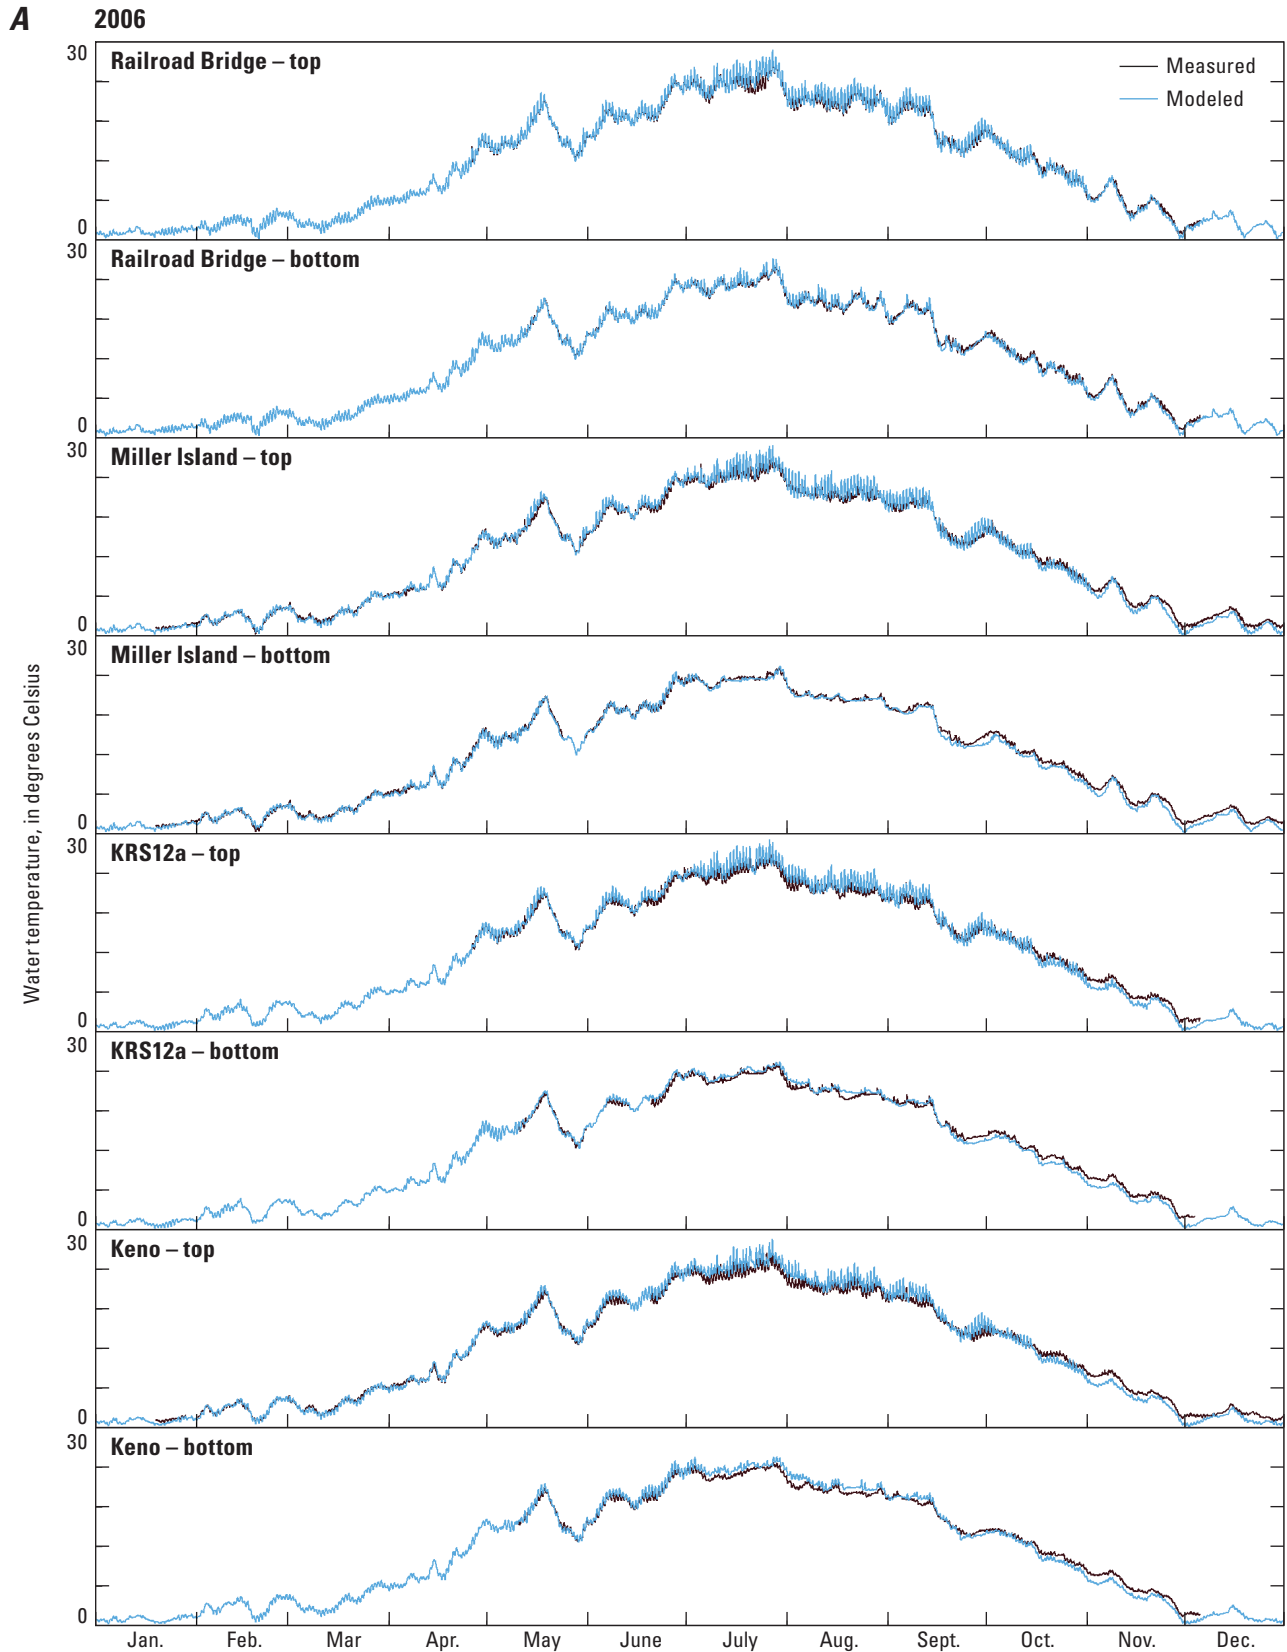 A 2006
30
Railroad Bridge – top
Measured
Modeled
0
30
Railroad Bridge – bottom
0
30
Miller Island – top
0
30
Miller Island – bottom
0
30
KRS12a – top
0
30
KRS12a – bottom
0
30
Keno – top
0
30
Keno – bottom
0
Water temperature, in degrees Celsius
Jan. Feb. Mar Apr. May June July Aug. Sept. Oct. Nov. Dec.